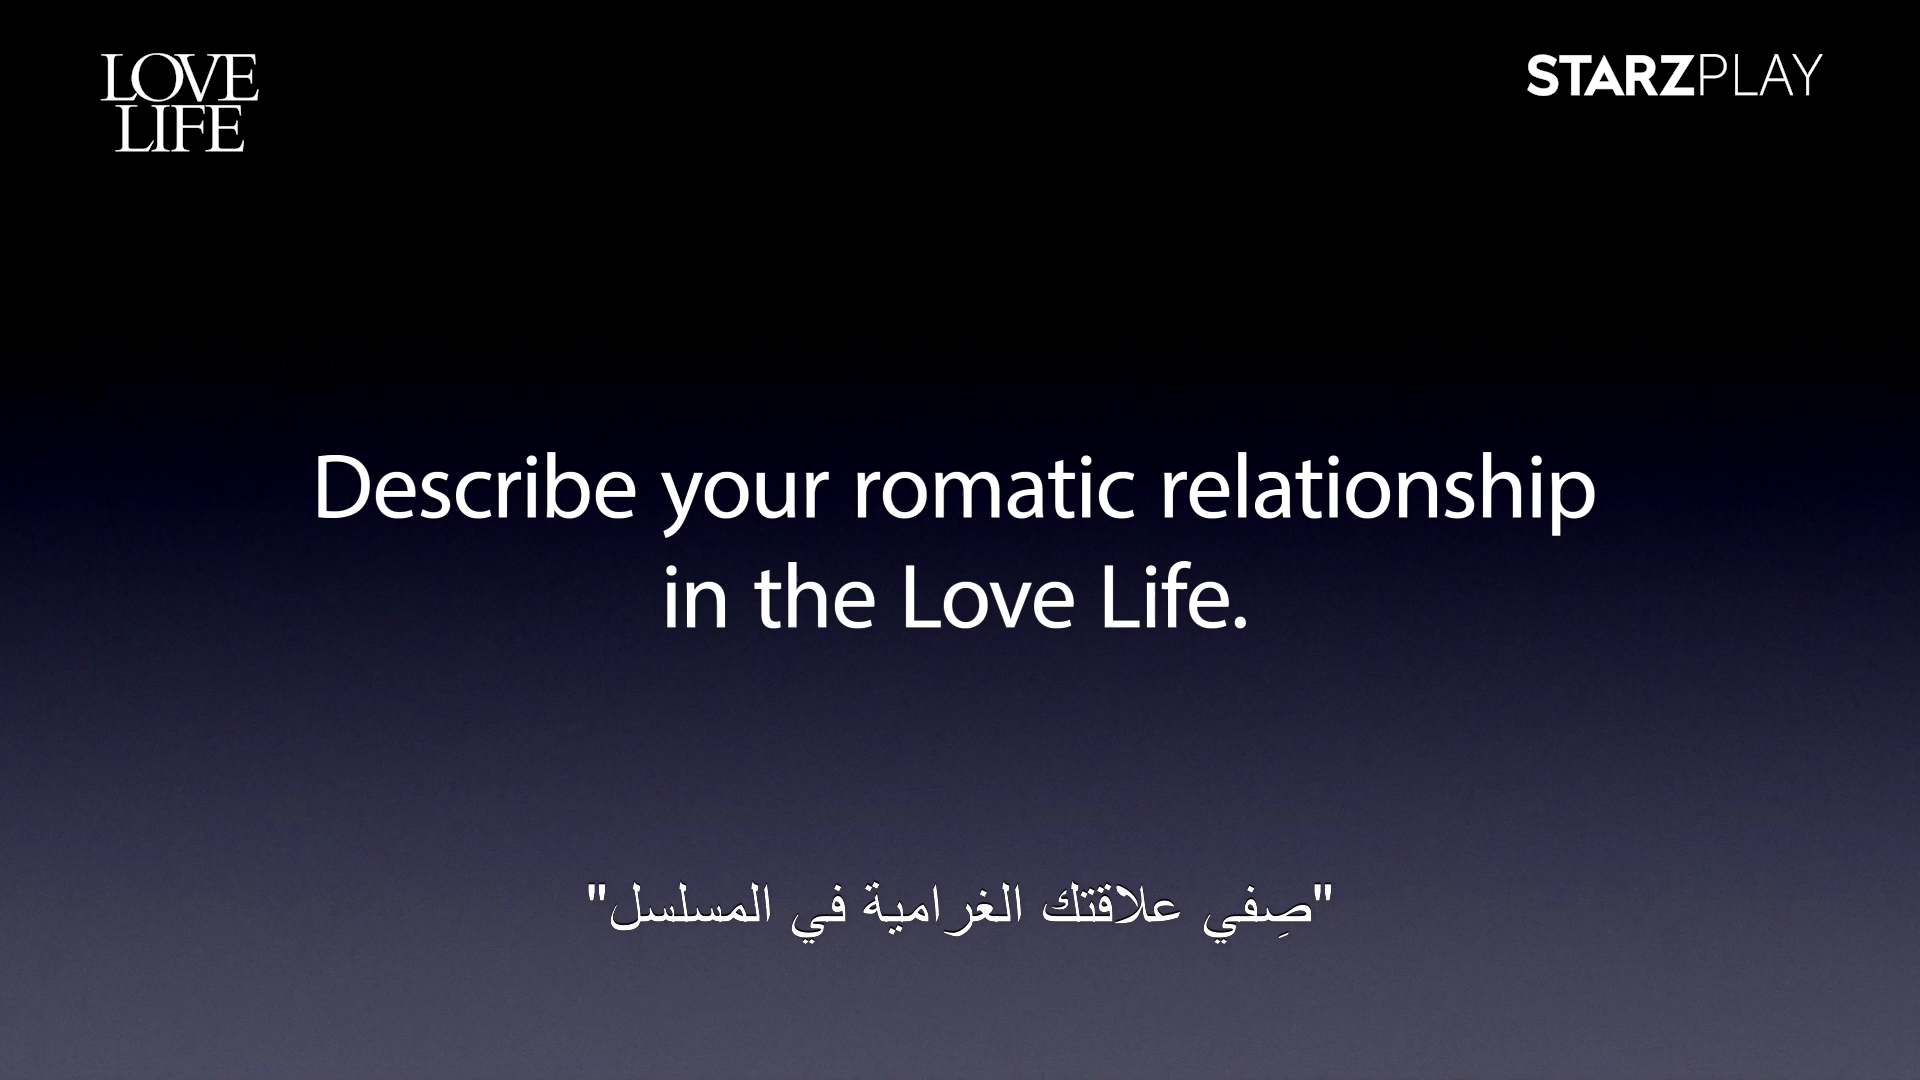 LOVE
LIFE
STARZPLAY
Describe your romatic relationship
in the Love Life.
"صِفي علاقتك الغرامية في المسلسل"